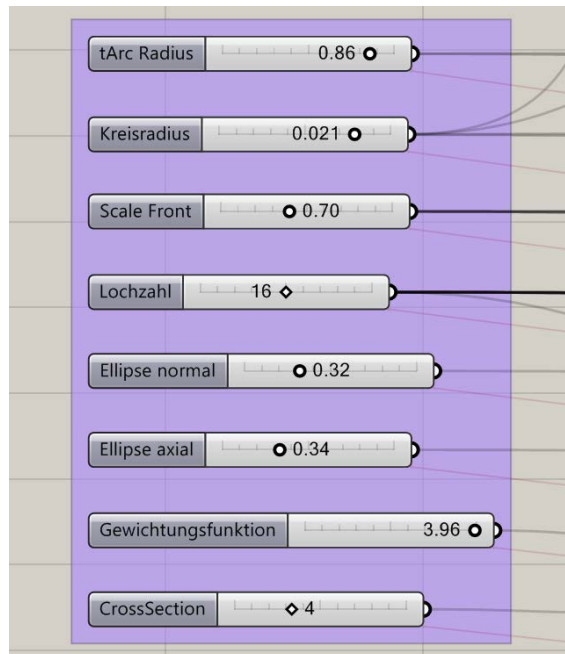 tArc Radius 0.86
Kreisradius 0.021
Scale Front 0.70
Lochzahl 16
Ellipse normal 0.32
Ellipse axial 0.34
Gewichtungsfunktion 3.96
CrossSection 4